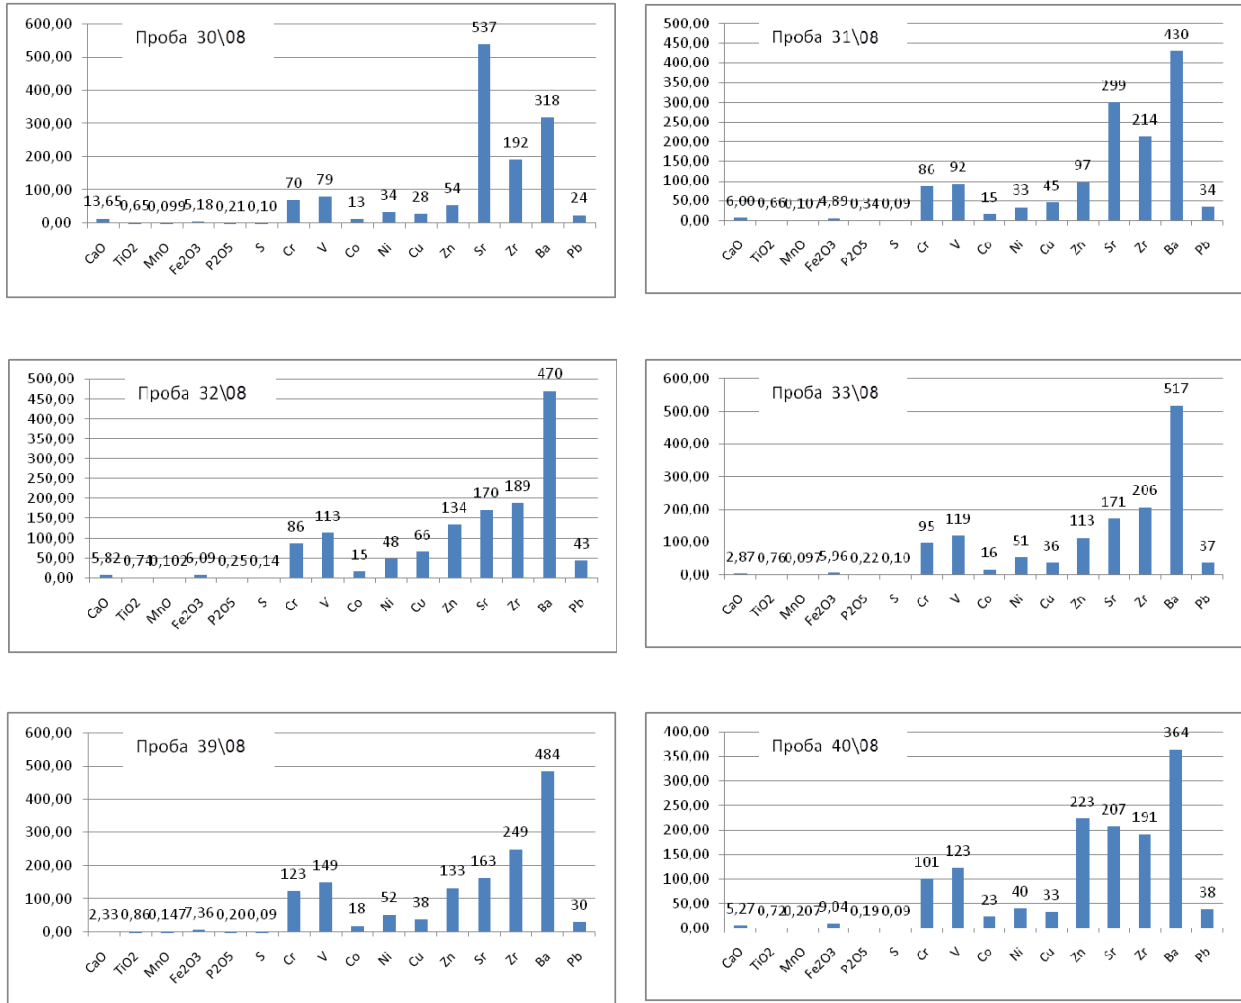 Проба 30\08
600,00
500,00
400,00
300,00
200,00
100,00
0,00
13,65 0,65 0,099 5,18 0,21 0,10 70 79 13 34 28 54 537 192 318 24
CaO TiO2 MnO Fe2O3 P2O5 S Cr V Co Ni Cu Zn Sr Zr Ba Pb
Проба 31\08
500,00
450,00
400,00
350,00
300,00
250,00
200,00
150,00
100,00
50,00
0,00
6,00 0,66 0,107 4,89 0,34 0,09 86 92 15 33 45 97 299 214 430 34
CaO TiO2 MnO Fe2O3 P2O5 S Cr V Co Ni Cu Zn Sr Zr Ba Pb
Проба 32\08
500,00
450,00
400,00
350,00
300,00
250,00
200,00
150,00
100,00
50,00
0,00
5,82 0,74 0,102 6,09 0,25 0,14 86 113 15 48 66 134 170 189 470 43
CaO TiO2 MnO Fe2O3 P2O5 S Cr V Co Ni Cu Zn Sr Zr Ba Pb
Проба 33\08
600,00
500,00
400,00
300,00
200,00
100,00
0,00
2,87 0,76 0,097 5,96 0,22 0,10 95 119 16 51 36 113 171 206 517 37
CaO TiO2 MnO Fe2O3 P2O5 S Cr V Co Ni Cu Zn Sr Zr Ba Pb
Проба 39\08
600,00
500,00
400,00
300,00
200,00
100,00
0,00
2,33 0,86 0,147 7,36 0,20 0,09 123 149 18 52 38 133 163 249 484 30
CaO TiO2 MnO Fe2O3 P2O5 S Cr V Co Ni Cu Zn Sr Zr Ba Pb
Проба 40\08
400,00
350,00
300,00
250,00
200,00
150,00
100,00
50,00
0,00
5,27 0,72 0,207 9,04 0,19 0,09 101 123 23 40 33 223 207 191 364 38
CaO TiO2 MnO Fe2O3 P2O5 S Cr V Co Ni Cu Zn Sr Zr Ba Pb